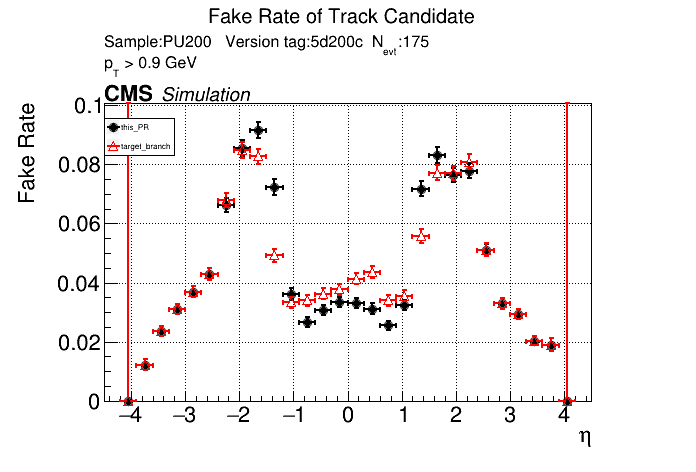 Fake Rate of Track Candidate
Sample:PU200 Version tag:5d200c Nevt:175
pT > 0.9 GeV
CMS Simulation
Fake Rate
0.1
0.08
0.06
0.04
0.02
0
this_PR
target_branch
−4 −3 −2 −1 0 1 2 3 4
η